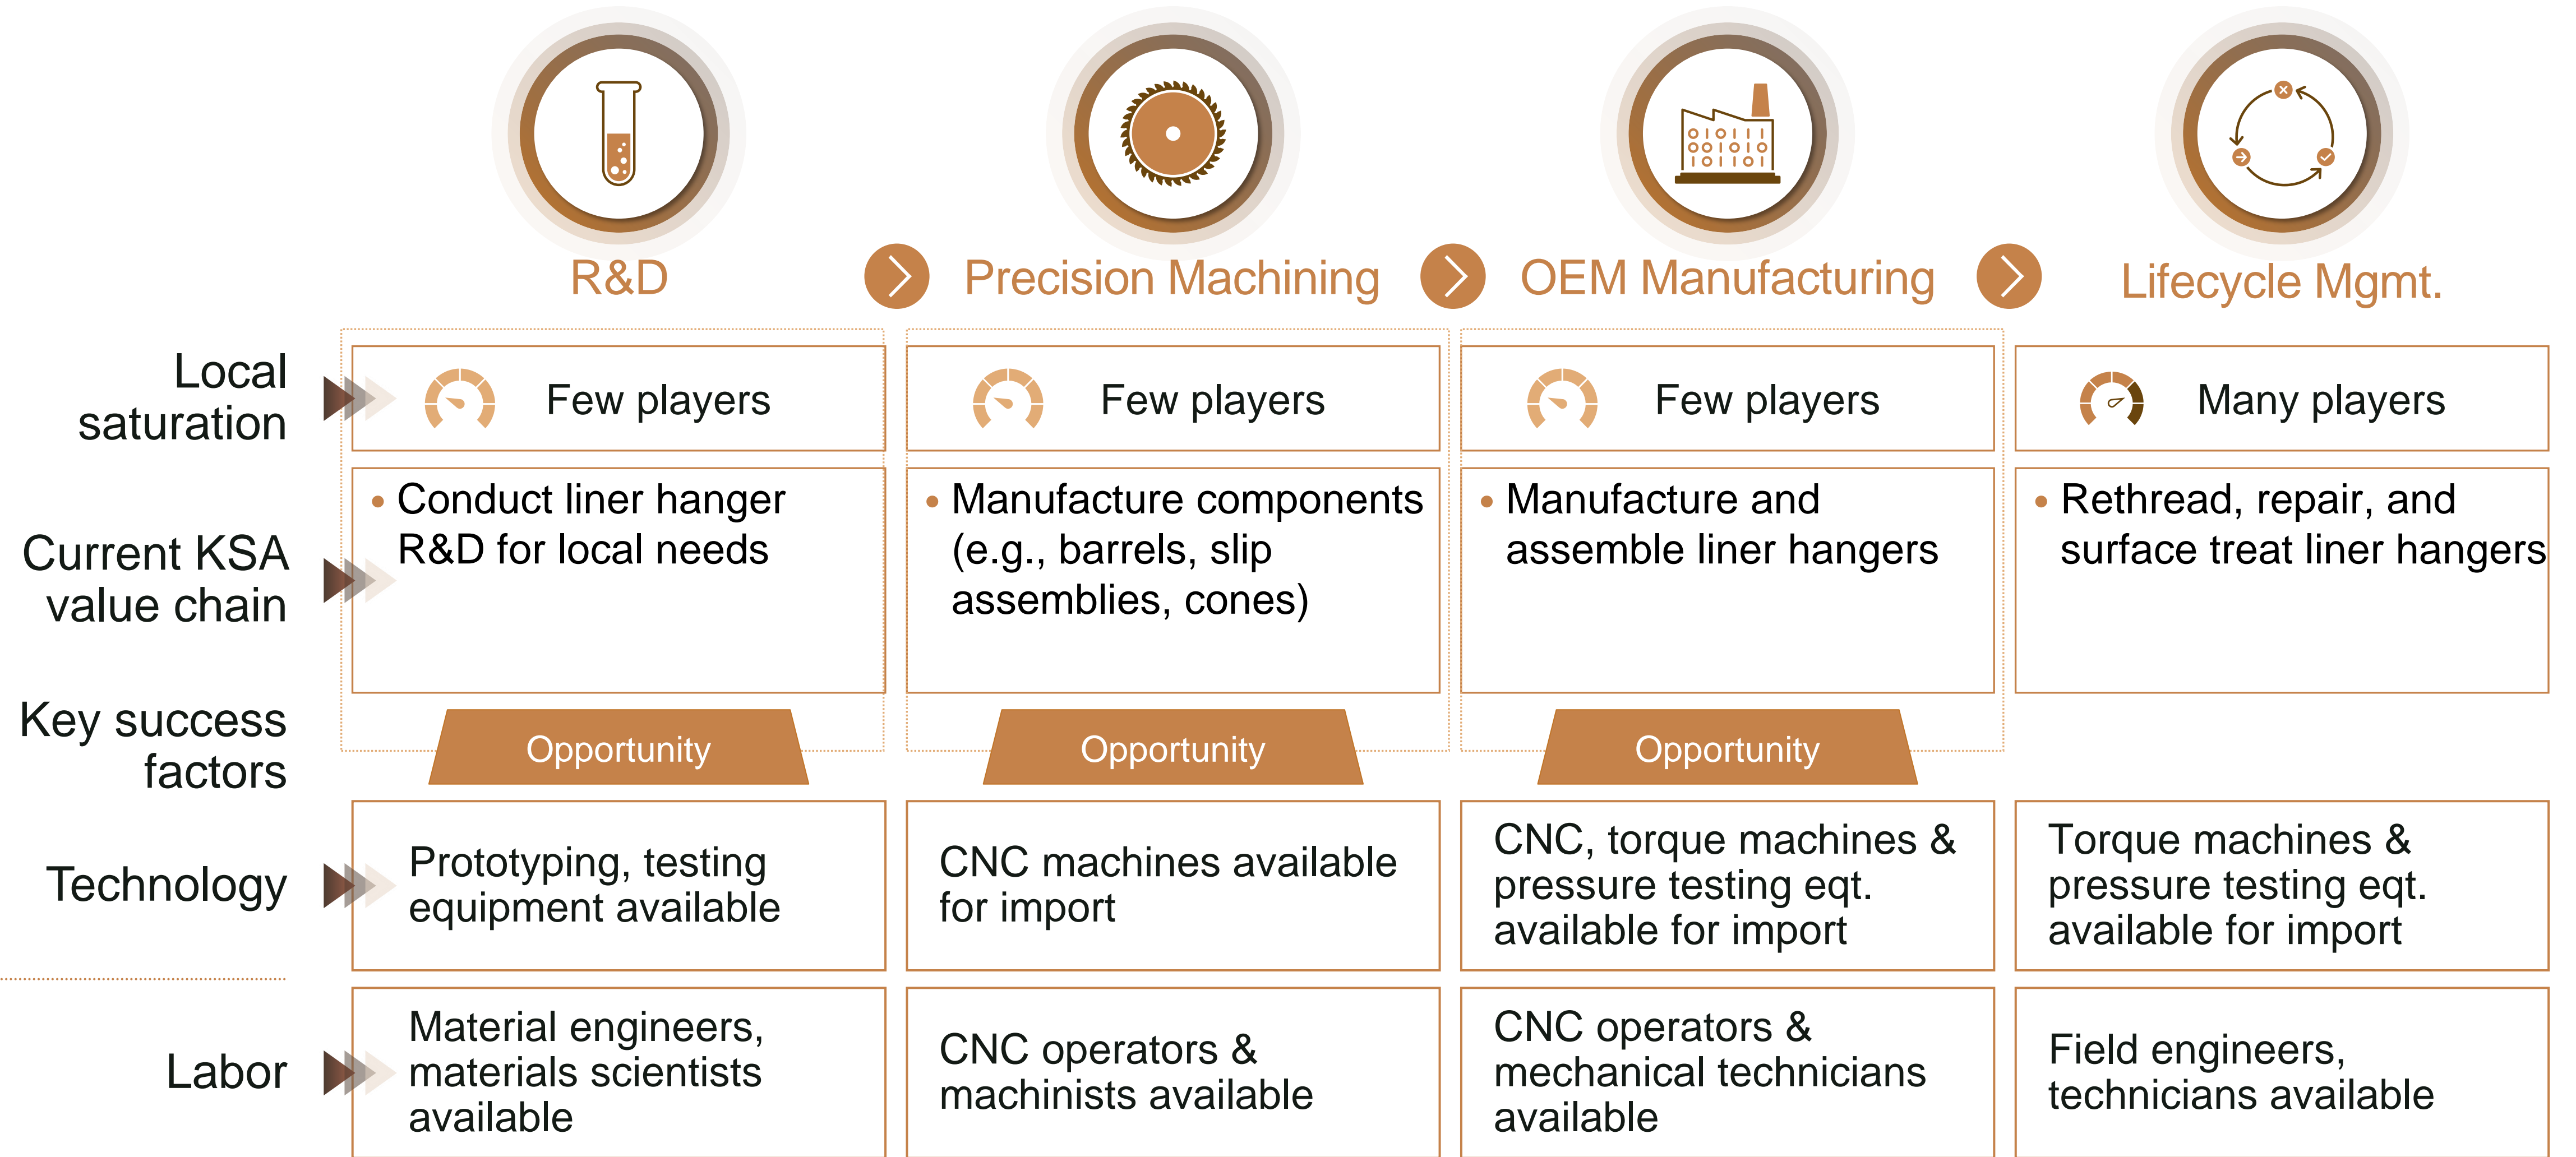 R&D
Precision Machining
OEM Manufacturing
Lifecycle Mgmt.
Local
saturation
Few players
Few players
Few players
Many players
Current KSA
value chain
• Conduct liner hanger
R&D for local needs
• Manufacture components
(e.g., barrels, slip
assemblies, cones)
• Manufacture and
assemble liner hangers
• Rethread, repair, and
surface treat liner hangers
Key success
factors
Opportunity
Opportunity
Opportunity
Technology
Prototyping, testing
equipment available
CNC machines available
for import
CNC, torque machines &
pressure testing eqt.
available for import
Torque machines &
pressure testing eqt.
available for import
Labor
Material engineers,
materials scientists
available
CNC operators &
machinists available
CNC operators &
mechanical technicians
available
Field engineers,
technicians available